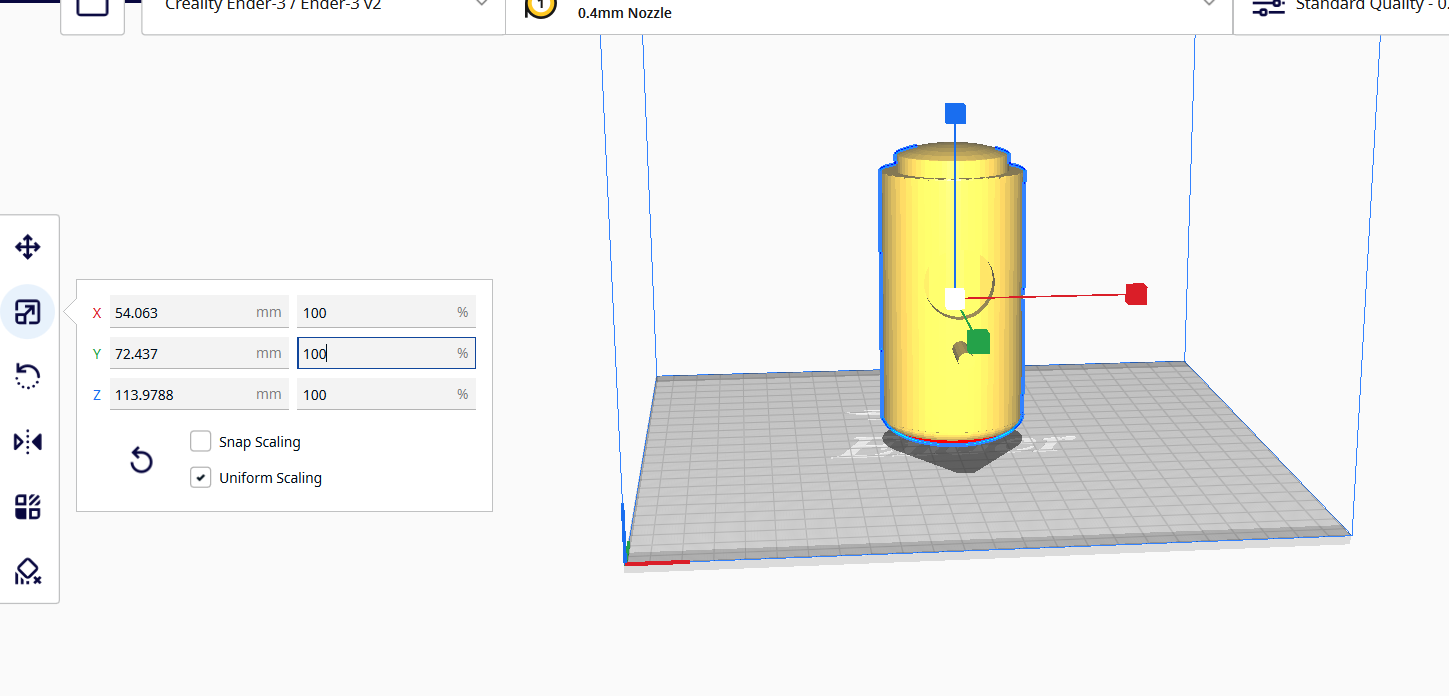 Creality Ender-3 / Ender-3 v2
1
0.4mm Nozzle
Standard Quality - 0.
X 54.063 mm 100 %
Y 72.437 mm 100 %
Z 113.9788 mm 100 %
Snap Scaling
Uniform Scaling